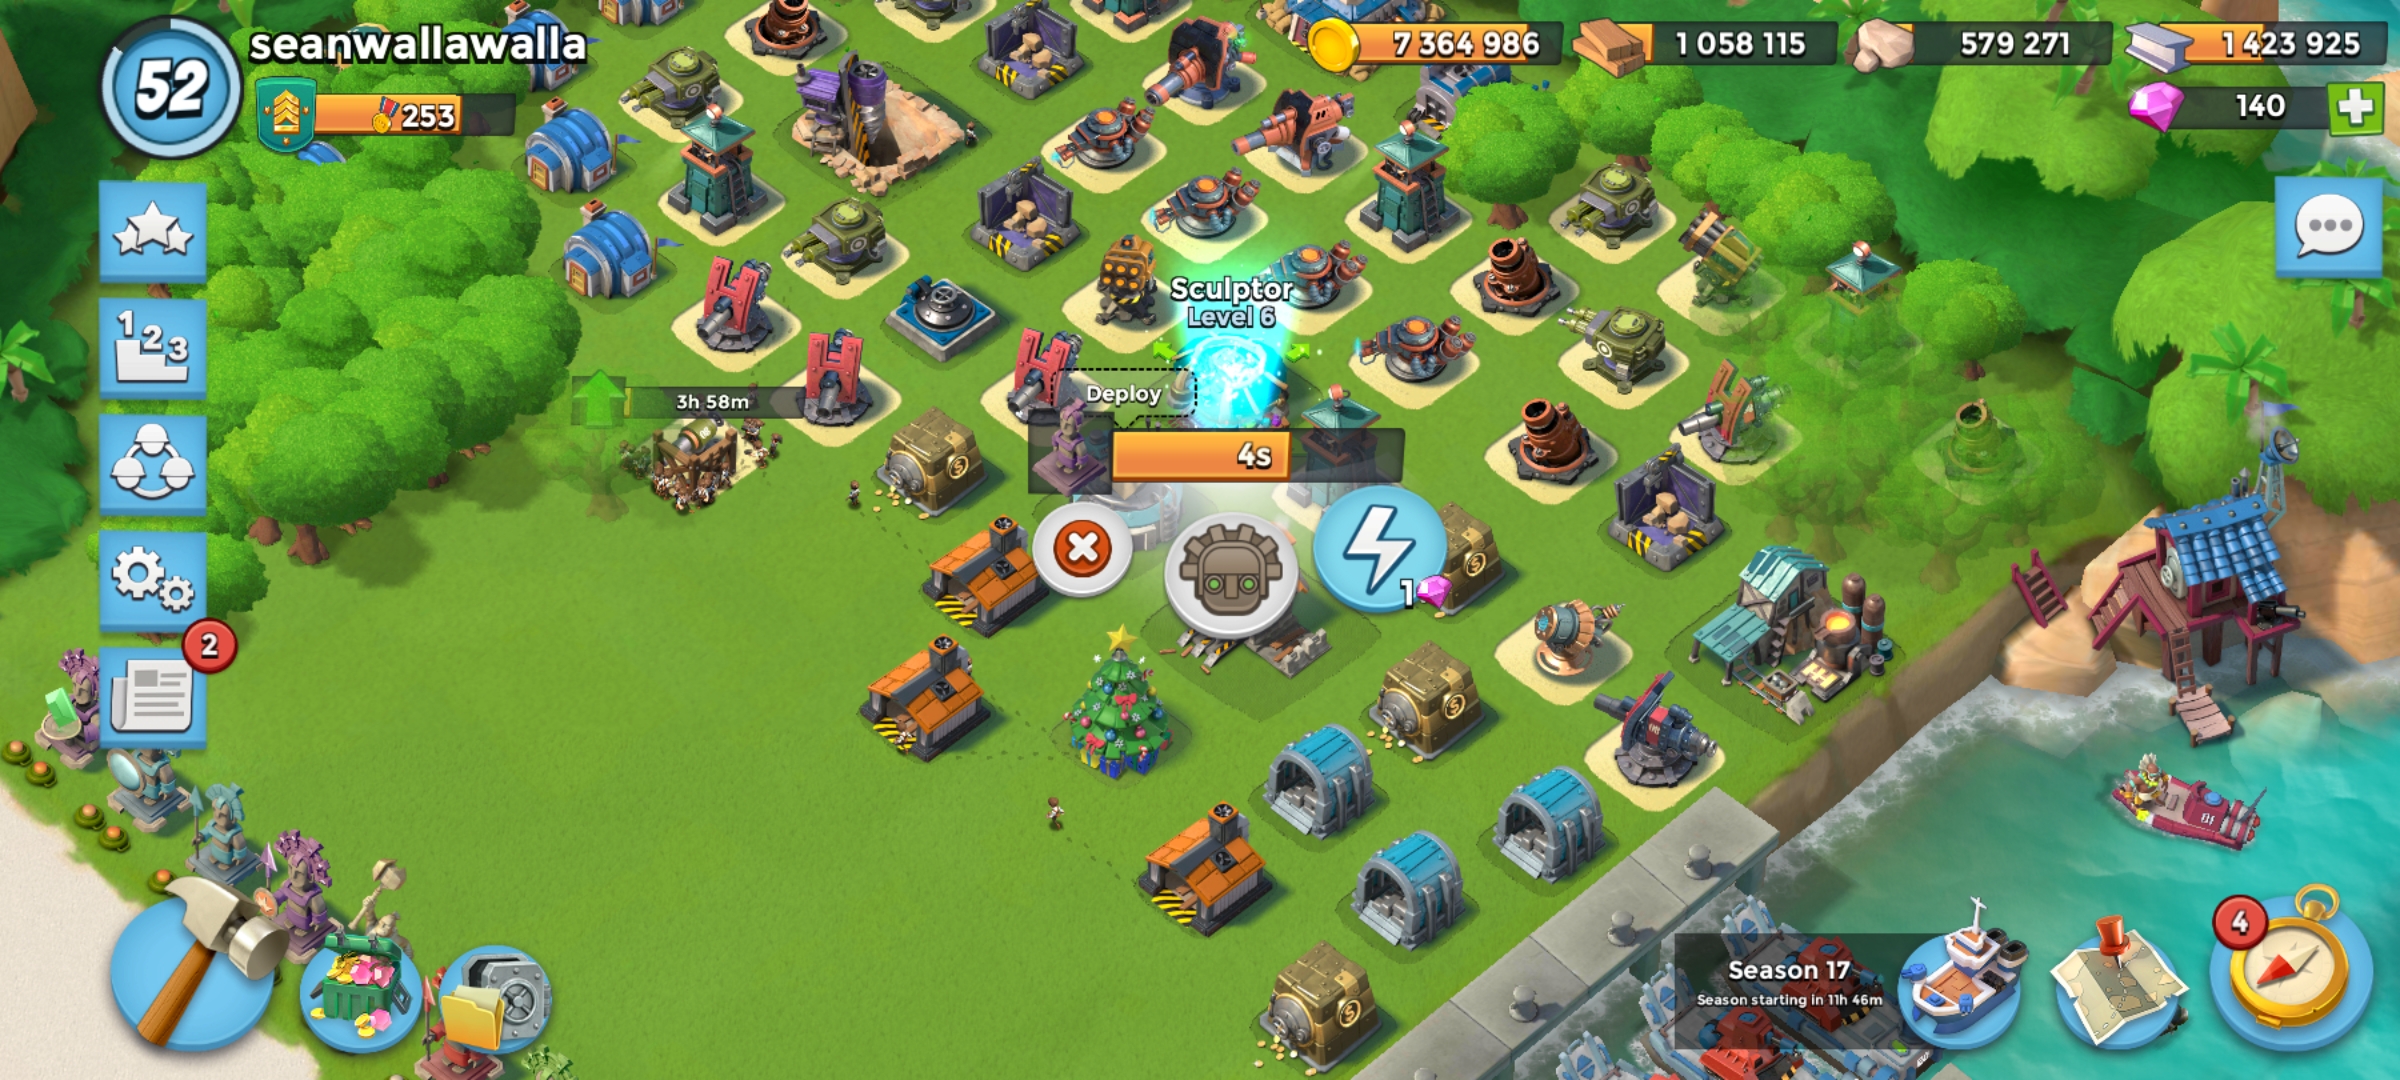 52
seanwallawalla
253
7 364 986
1 058 115
579 271
1 423 925
140
1 2 3
Sculptor
Level 6
3h 58m
Deploy
4s
1
2
4
Season 17
Season starting in 11h 46m